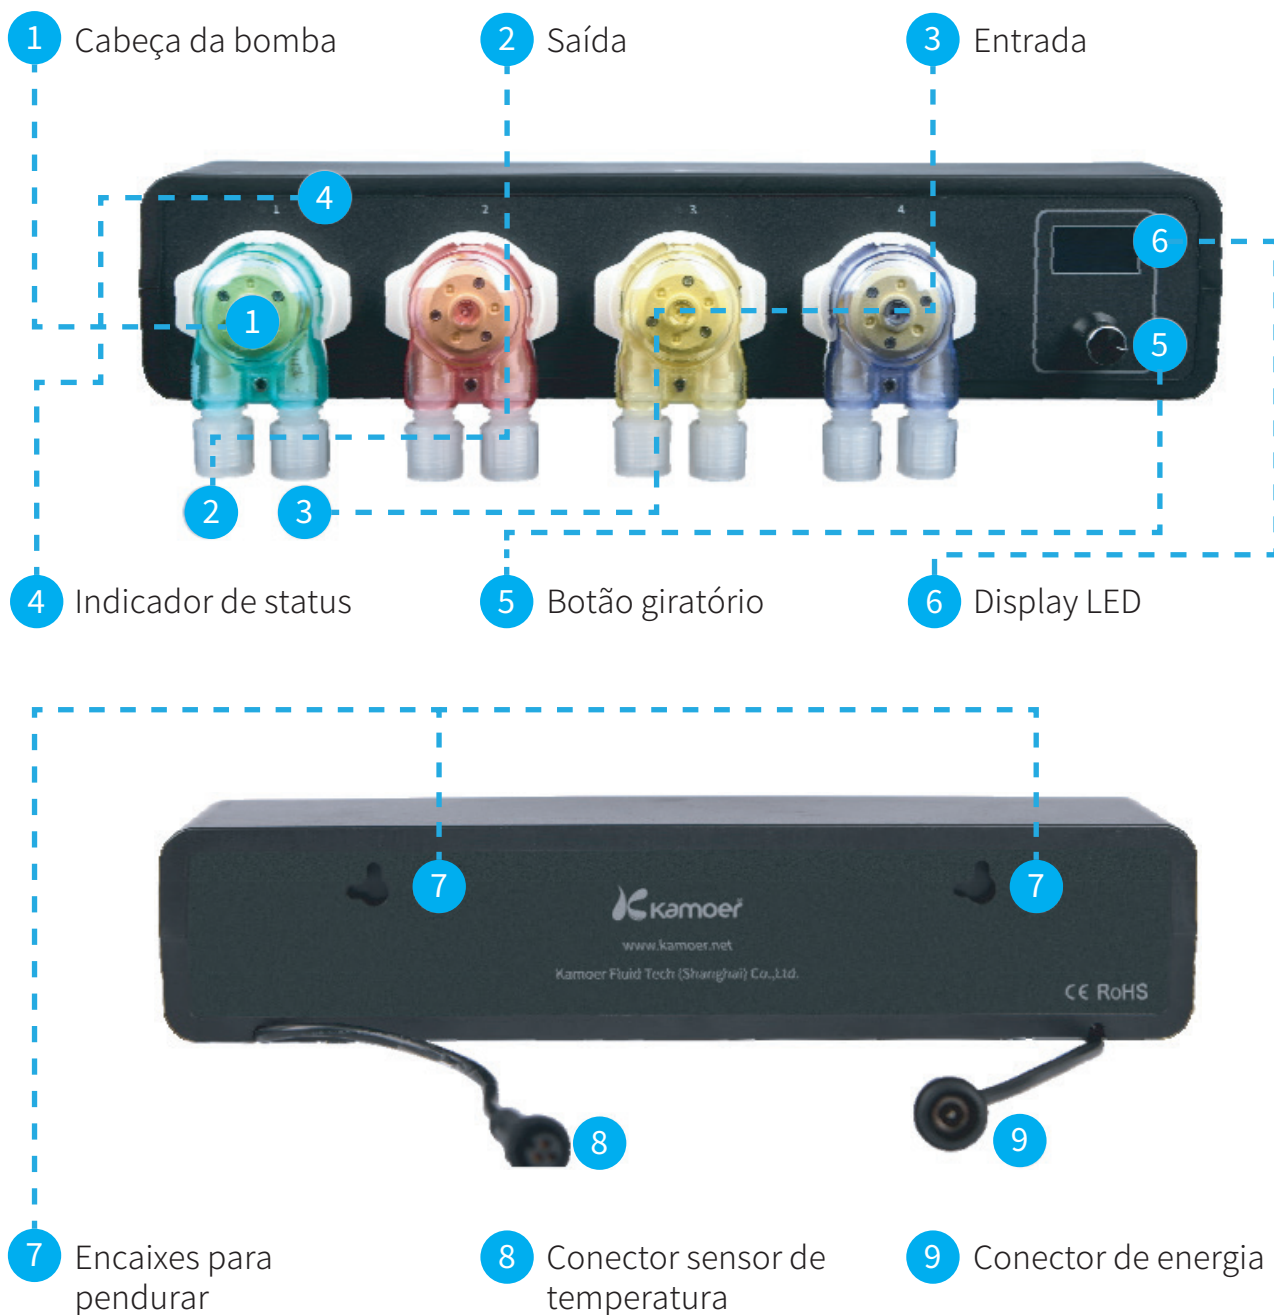 1 Cabeça da bomba
2 Saída
3 Entrada
4
1
2
3
4
6
1
5
2
3
4 Indicador de status
5 Botão giratório
6 Display LED
7
7
Kamoer
www.kamoer.net
Kamoer Fluid Tech (Shanghai) Co.,Ltd.
CE RoHS
8
9
7 Encaixes para
pendurar
8 Conector sensor de
temperatura
9 Conector de energia